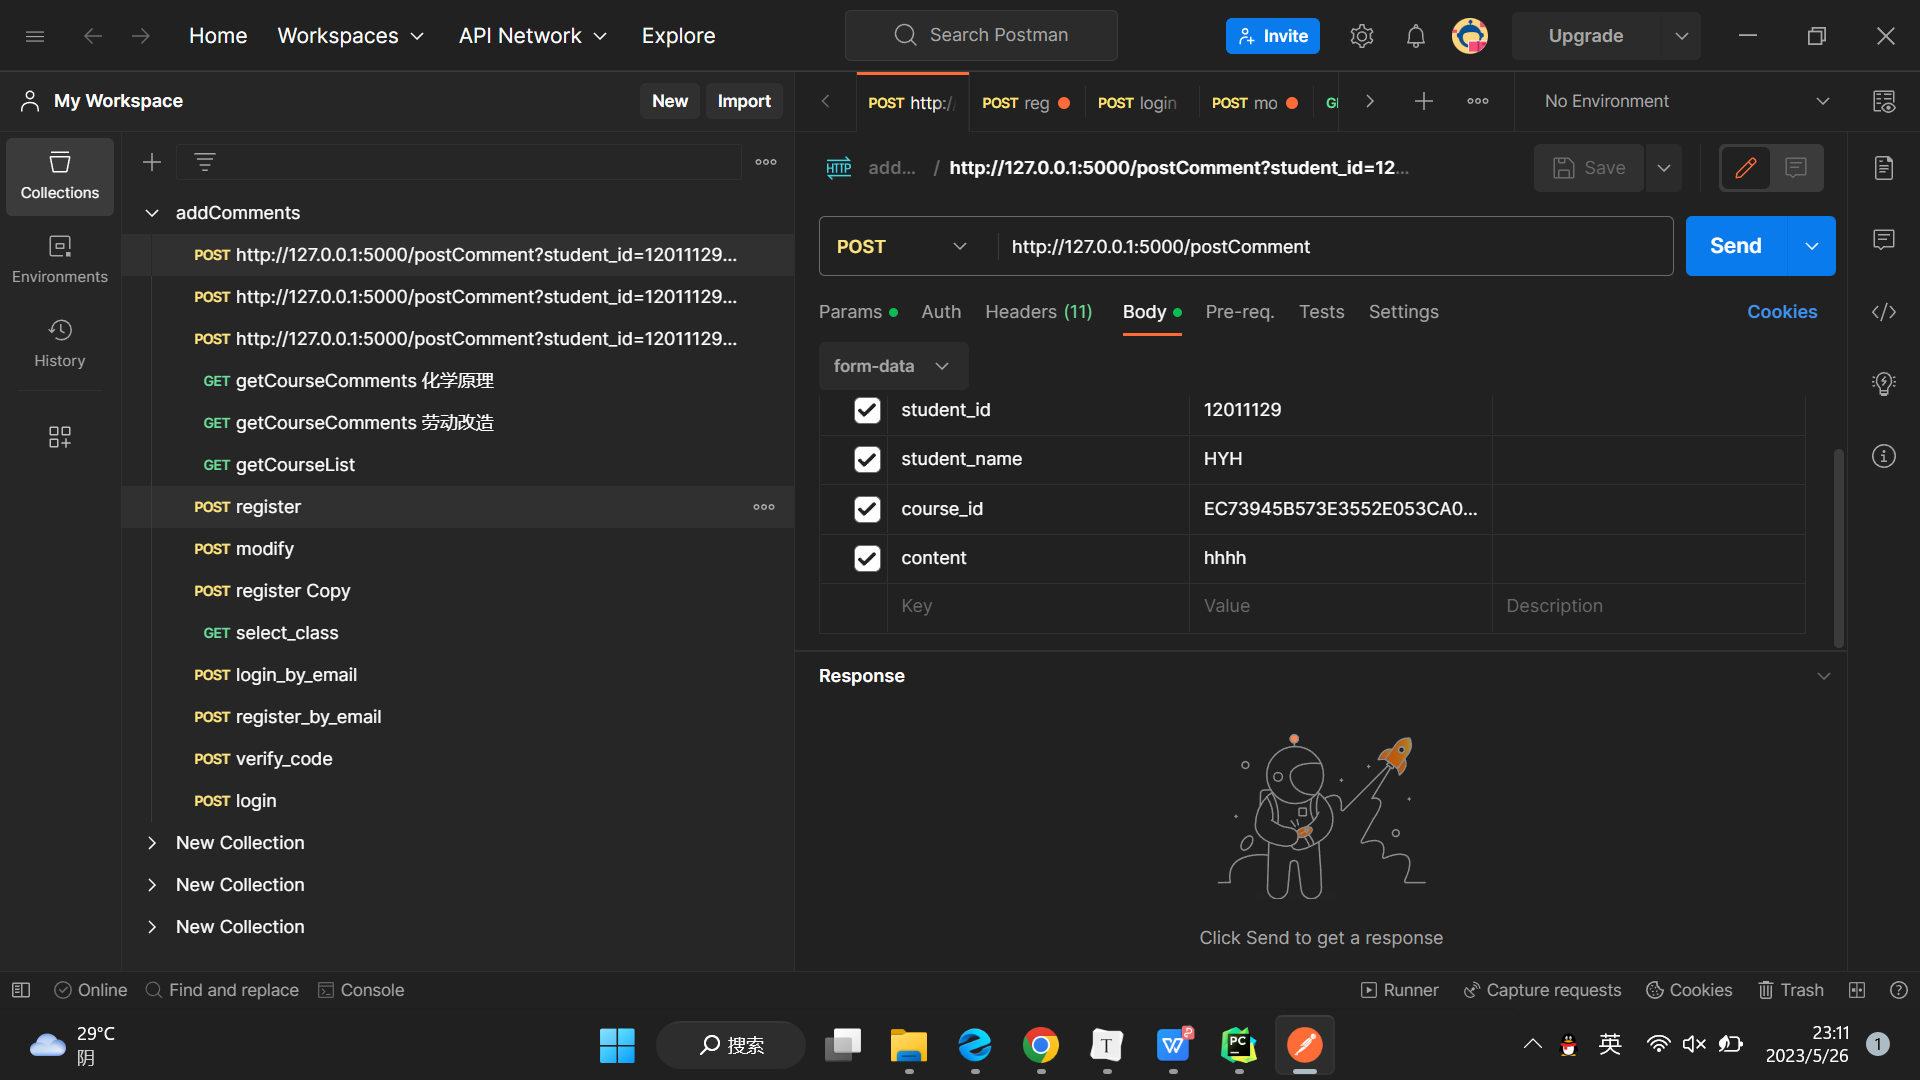 Home
Workspaces
API Network
Explore
Search Postman
Invite
Upgrade
My Workspace
New
Import
POST http:/
POST reg
POST login
POST mo
No Environment
Collections
Environments
History
addComments
POST http://127.0.0.1:5000/postComment?student_id=12011129...
POST http://127.0.0.1:5000/postComment?student_id=12011129...
POST http://127.0.0.1:5000/postComment?student_id=12011129...
GET getCourseComments 化学原理
GET getCourseComments 劳动改造
GET getCourseList
POST register
POST modify
POST register Copy
GET select_class
POST login_by_email
POST register_by_email
POST verify_code
POST login
New Collection
New Collection
New Collection
HTTP add... / http://127.0.0.1:5000/postComment?student_id=12...
Save
POST http://127.0.0.1:5000/postComment
Send
Params
Auth
Headers (11)
Body
Pre-req.
Tests
Settings
Cookies
form-data
student_id 12011129
student_name HYH
course_id EC73945B573E3552E053CA0...
content hhhh
Key Value Description
Response
Click Send to get a response
Online
Find and replace
Console
Runner
Capture requests
Cookies
Trash
29°C
阴
搜索
T
W
P
PC
英
23:11
2023/5/26
1